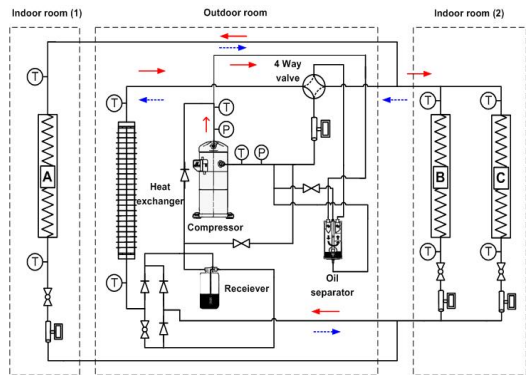 Indoor room (1)
Outdoor room
Indoor room (2)
4 Way
valve
T
T
T
T
P
T
P
T
T
A
B
C
Heat
exchanger
Compressor
T
T
T
T
Receiever
Oil
separator